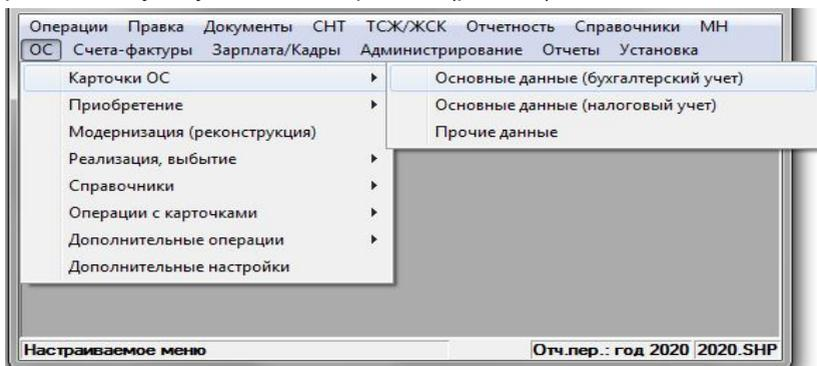 Операции Правка Документы СНТ ТСЖ/ЖСК Отчетность Справочники МН
ОС Счета-фактуры Зарплата/Кадры Администрирование Отчеты Установка
Карточки ОС
Основные данные (бухгалтерский учет)
Приобретение
Основные данные (налоговый учет)
Модернизация (реконструкция)
Прочие данные
Реализация, выбытие
Справочники
Операции с карточками
Дополнительные операции
Дополнительные настройки
Настраиваемое меню Отч.пер.: год 2020 2020.SHP